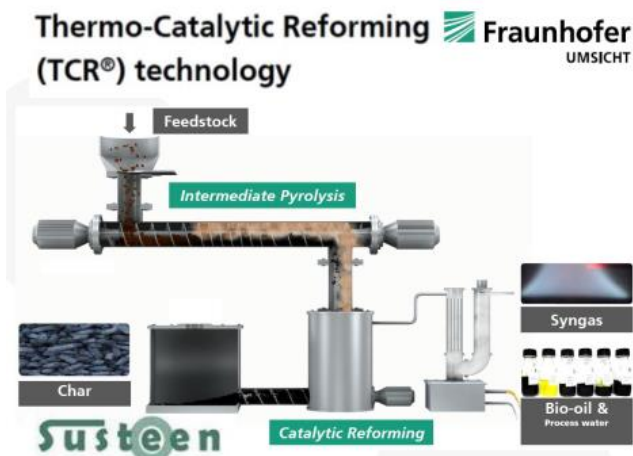 Thermo-Catalytic Reforming
(TCR®) technology
Fraunhofer
UMSICHT
Feedstock
Intermediate Pyrolysis
Syngas
Char
Bio-oil &
Process water
Susteen
Catalytic Reforming